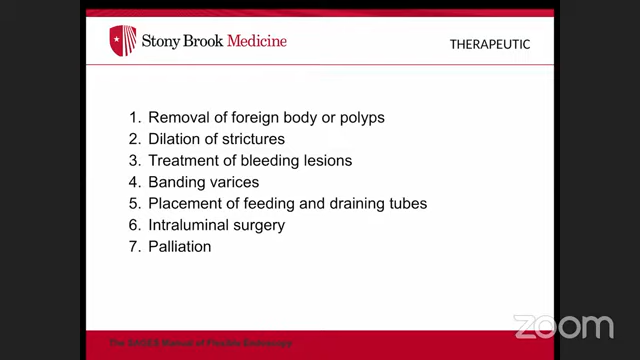 Stony Brook Medicine
THERAPEUTIC
1. Removal of foreign body or polyps
2. Dilation of strictures
3. Treatment of bleeding lesions
4. Banding varices
5. Placement of feeding and draining tubes
6. Intraluminal surgery
7. Palliation
zoom
The SAGES Manual of Flexible Endoscopy